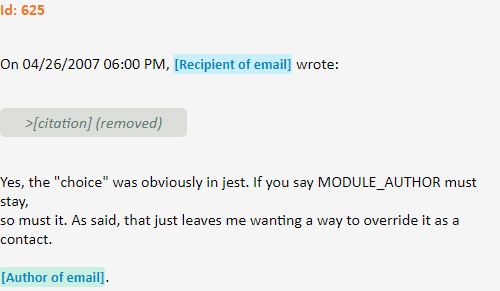 Id: 625
On 04/26/2007 06:00 PM, [Recipient of email] wrote:
>[citation] (removed)
Yes, the "choice" was obviously in jest. If you say MODULE_AUTHOR must
stay,
so must it. As said, that just leaves me wanting a way to override it as a
contact.
[Author of email].